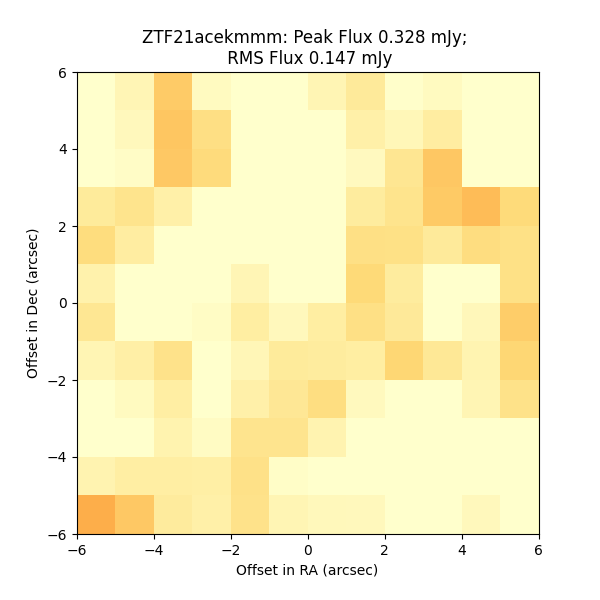 ZTF21acekmmm: Peak Flux 0.328 mJy;
RMS Flux 0.147 mJy
6
4
2
0
−2
−4
−6
Offset in Dec (arcsec)
−6 −4 −2 0 2 4 6
Offset in RA (arcsec)